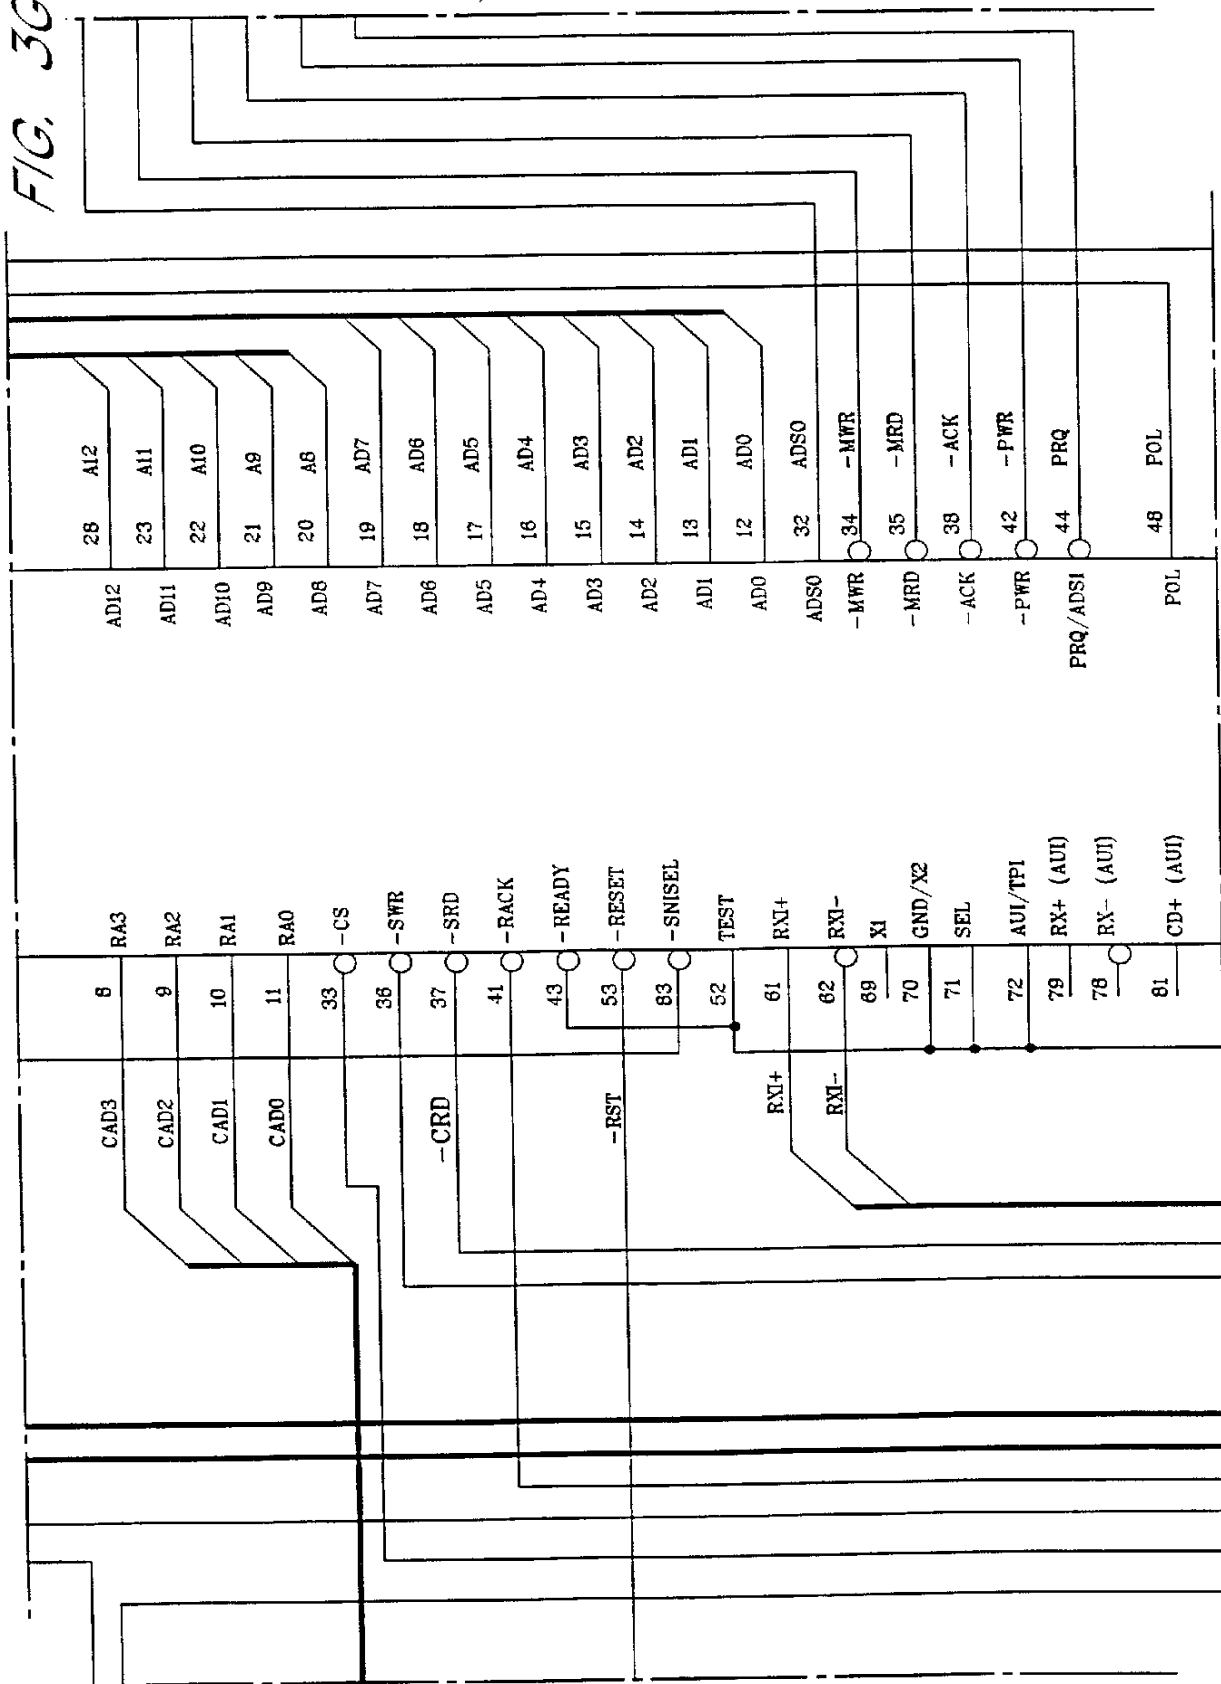 FIG. 3G
28 A12
23 A11
22 A10
21 A9
20 A8
19 AD7
18 AD6
17 AD5
16 AD4
15 AD3
14 AD2
13 AD1
12 AD0
32 ADS0
34 -MWR
35 -MRD
38 -ACK
42 -PWR
44 PRQ
48 POL
AD12
AD11
AD10
AD9
AD8
AD7
AD6
AD5
AD4
AD3
AD2
AD1
AD0
ADS0
-MWR
-MRD
-ACK
-PWR
PRQ/ADS1
POL
RA3
RA2
RA1
RA0
-CS
-SWR
-SRD
-RACK
-READY
-RESET
-SNISEL
TEST
RXI+
RXI-
X1
GND/X2
SEL
AUI/TPI
RX+ (AUI)
RX- (AUI)
CD+ (AUI)
8
9
10
11
33
36
37
41
43
53
83
52
61
62
69
70
71
72
79
78
81
CAD3
CAD2
CAD1
CAD0
-CRD
-RST
RXI+
RXI-